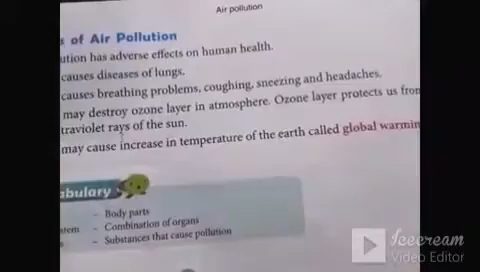 Air pollution
s of Air Pollution
ution has adverse effects on human health.
causes diseases of lungs.
causes breathing problems, coughing, sneezing and headaches.
may destroy ozone layer in atmosphere. Ozone layer protects us from
traviolet rays of the sun.
may cause increase in temperature of the earth called global warmin
abulary
– Body parts
stem – Combination of organs
s – Substances that cause pollution
Icecream
Video Editor